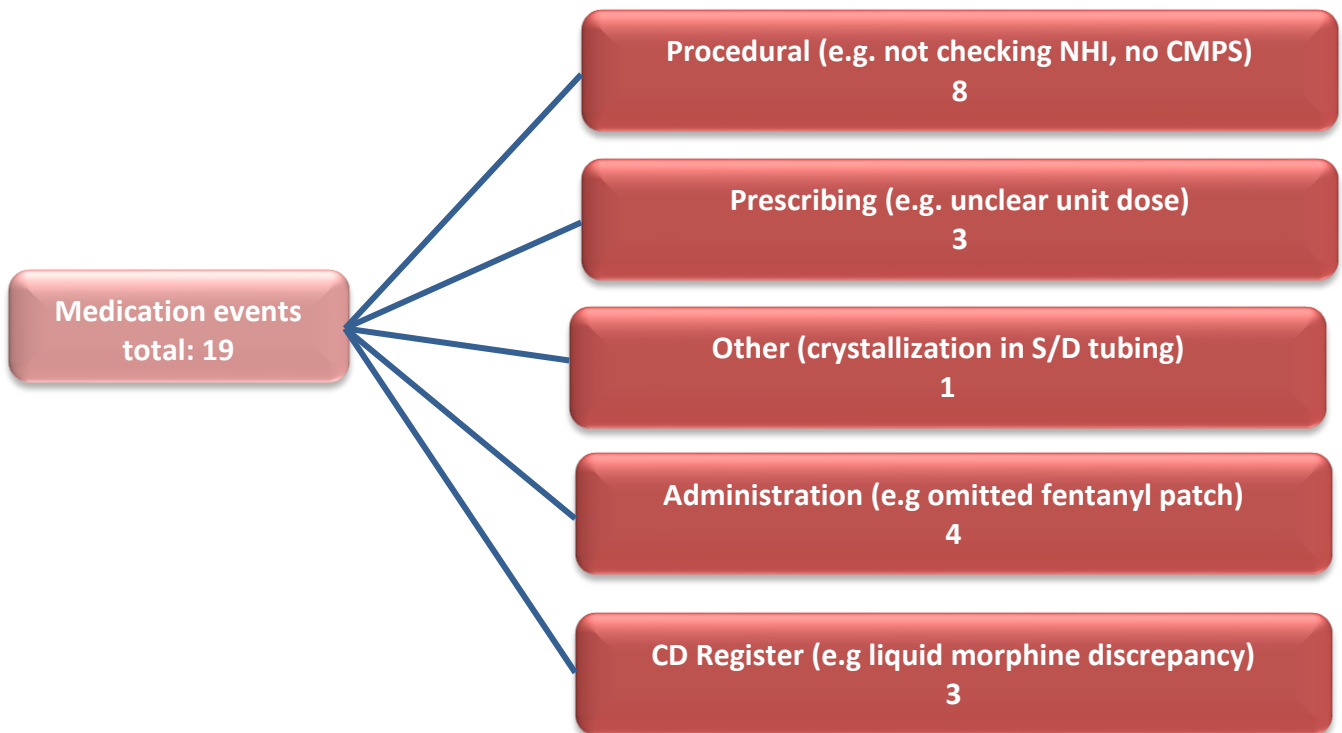 Procedural (e.g. not checking NHI, no CMPS)
8
Prescribing (e.g. unclear unit dose)
3
Medication events
total: 19
Other (crystallization in S/D tubing)
1
Administration (e.g omitted fentanyl patch)
4
CD Register (e.g liquid morphine discrepancy)
3